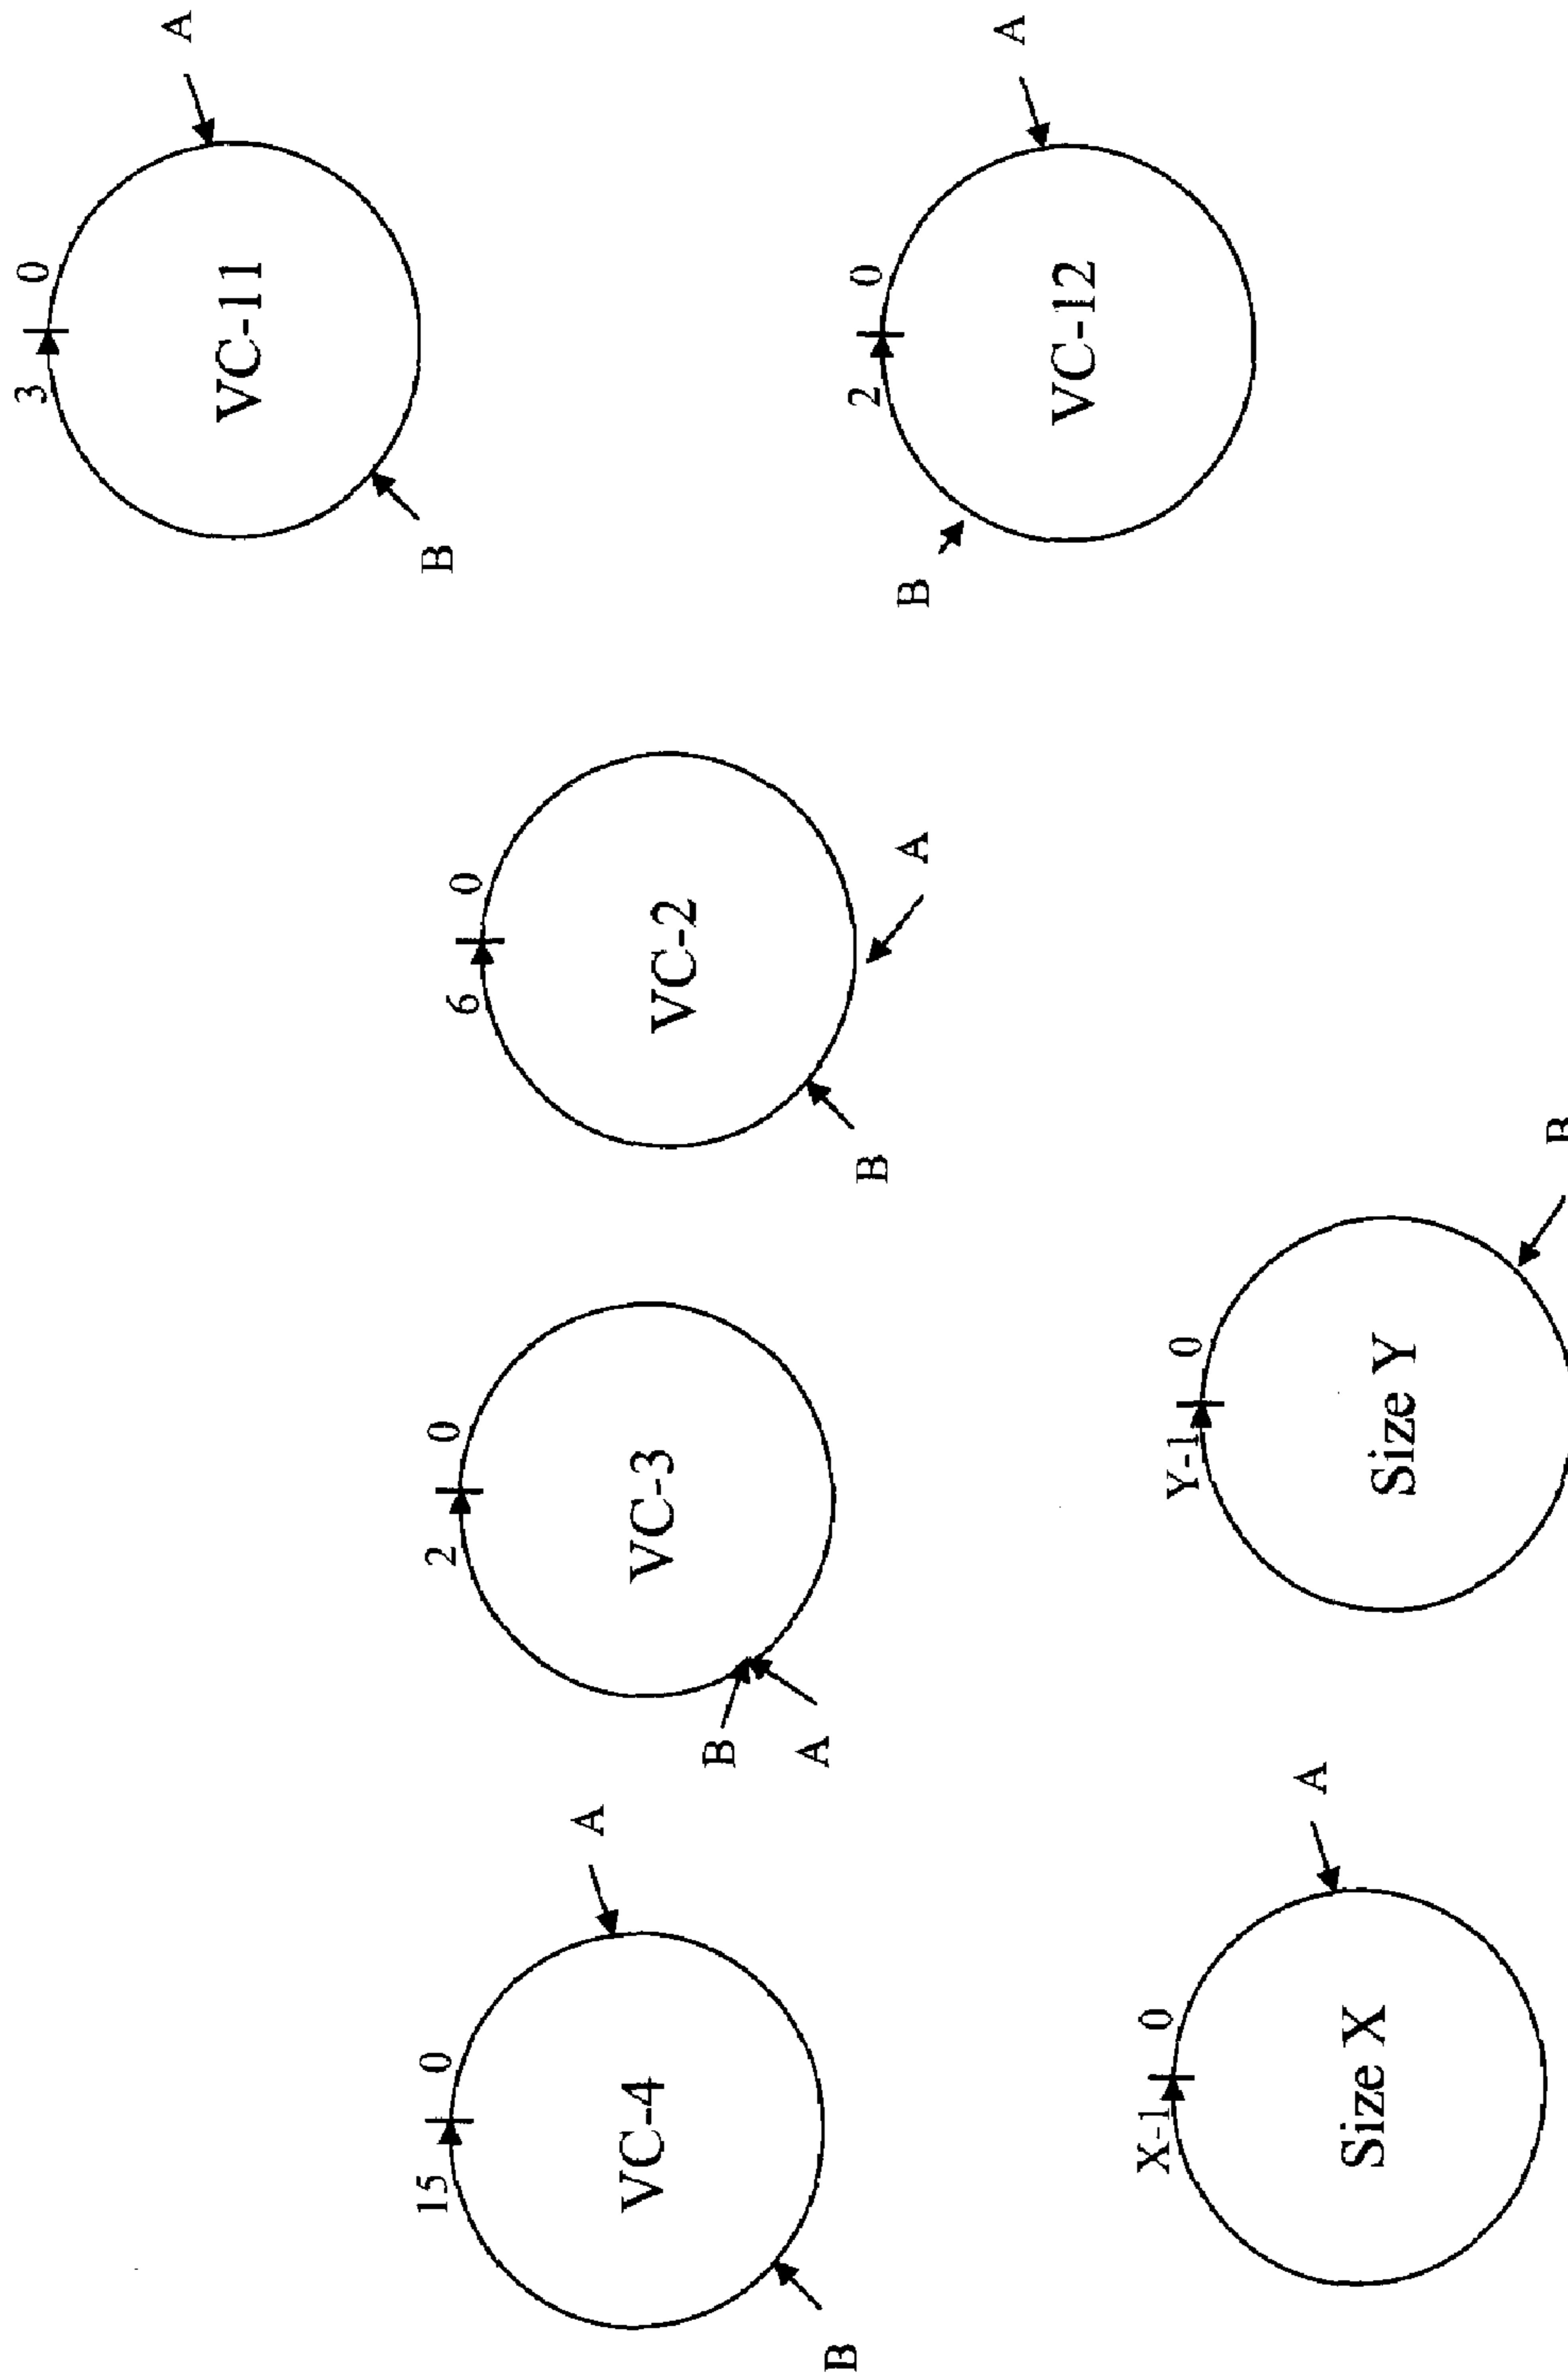 3 0
A
VC-11
B
15 0
A
VC-4
B
2 0
VC-3
B
A
6 0
VC-2
B
A
2 0
B
A
VC-12
X-1 0
A
Size X
Y-1 0
Size Y
B